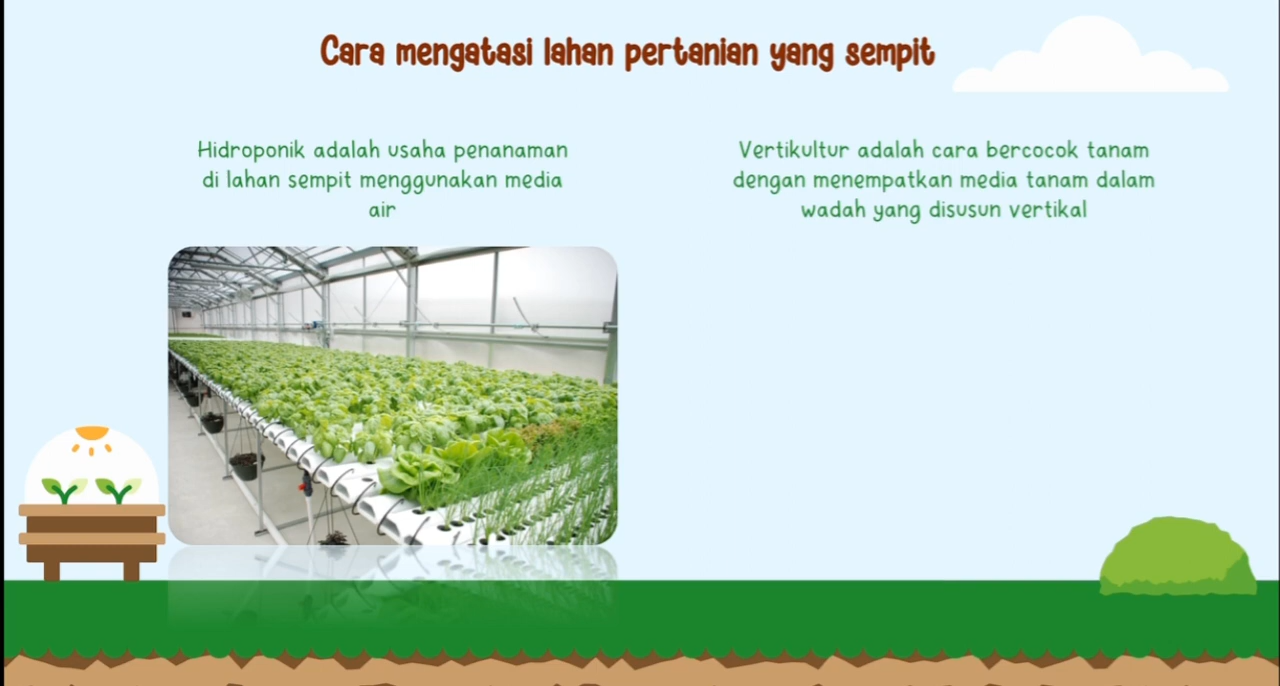 Cara mengatasi lahan pertanian yang sempit
Hidroponik adalah usaha penanaman
di lahan sempit menggunakan media
air
Vertikultur adalah cara bercocok tanam
dengan menempatkan media tanam dalam
wadah yang disusun vertikal